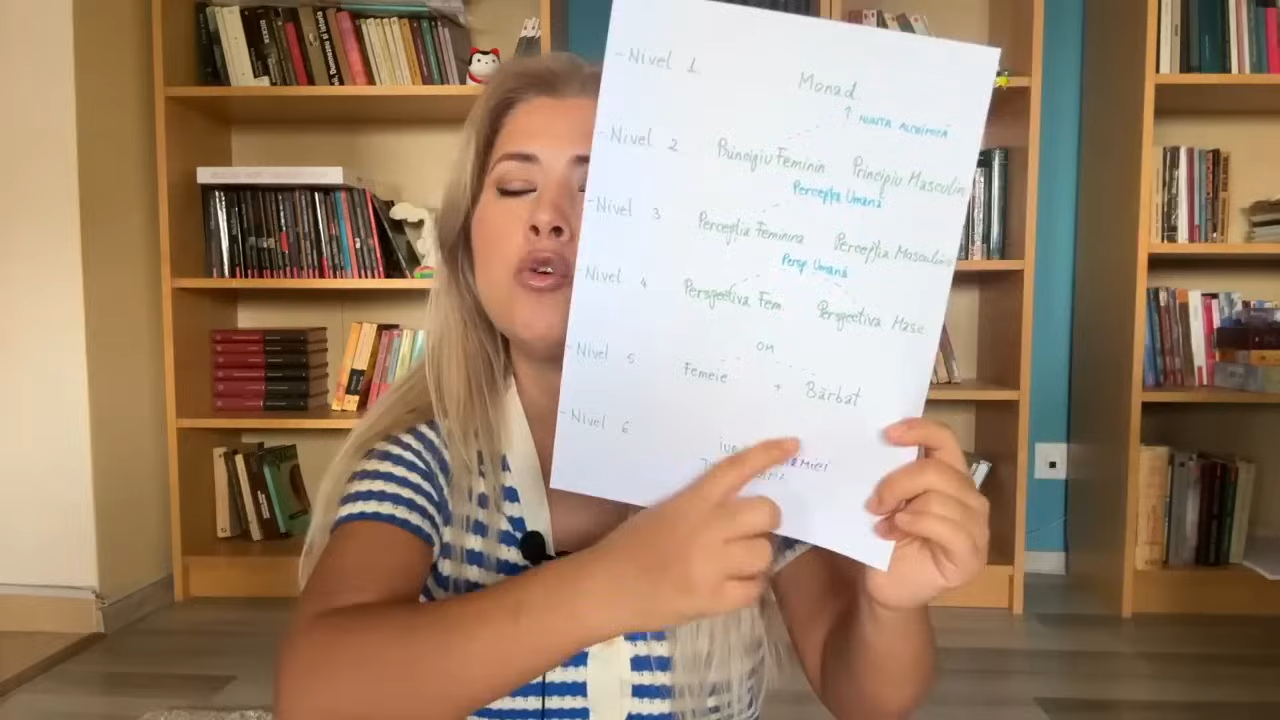 - Nivel 1
Monad
↑ NUNTA ALCHIMICĂ
- Nivel 2 Principiu Feminin Principiu Masculin
Percepția Umană
- Nivel 3 Percepția Feminina Percepția Masculină
Persp Umană
- Nivel 4 Perspectiva Fem. Perspectiva Masc
OM
- Nivel 5 Femeie + Bărbat
- Nivel 6